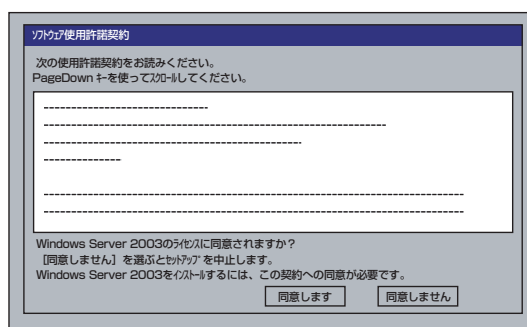 ｿﾌﾄｳｪｱ使用許諾契約
次の使用許諾契約をお読みください。
PageDown ｷｰを使ってｽｸﾛｰﾙしてください。
Windows Server 2003のﾗｲｾﾝｽに同意されますか？
［同意しません］を選ぶとｾｯﾄｱｯﾌﾟを中止します。
Windows Server 2003をｲﾝｽﾄｰﾙするには、この契約への同意が必要です。
同意します 同意しません